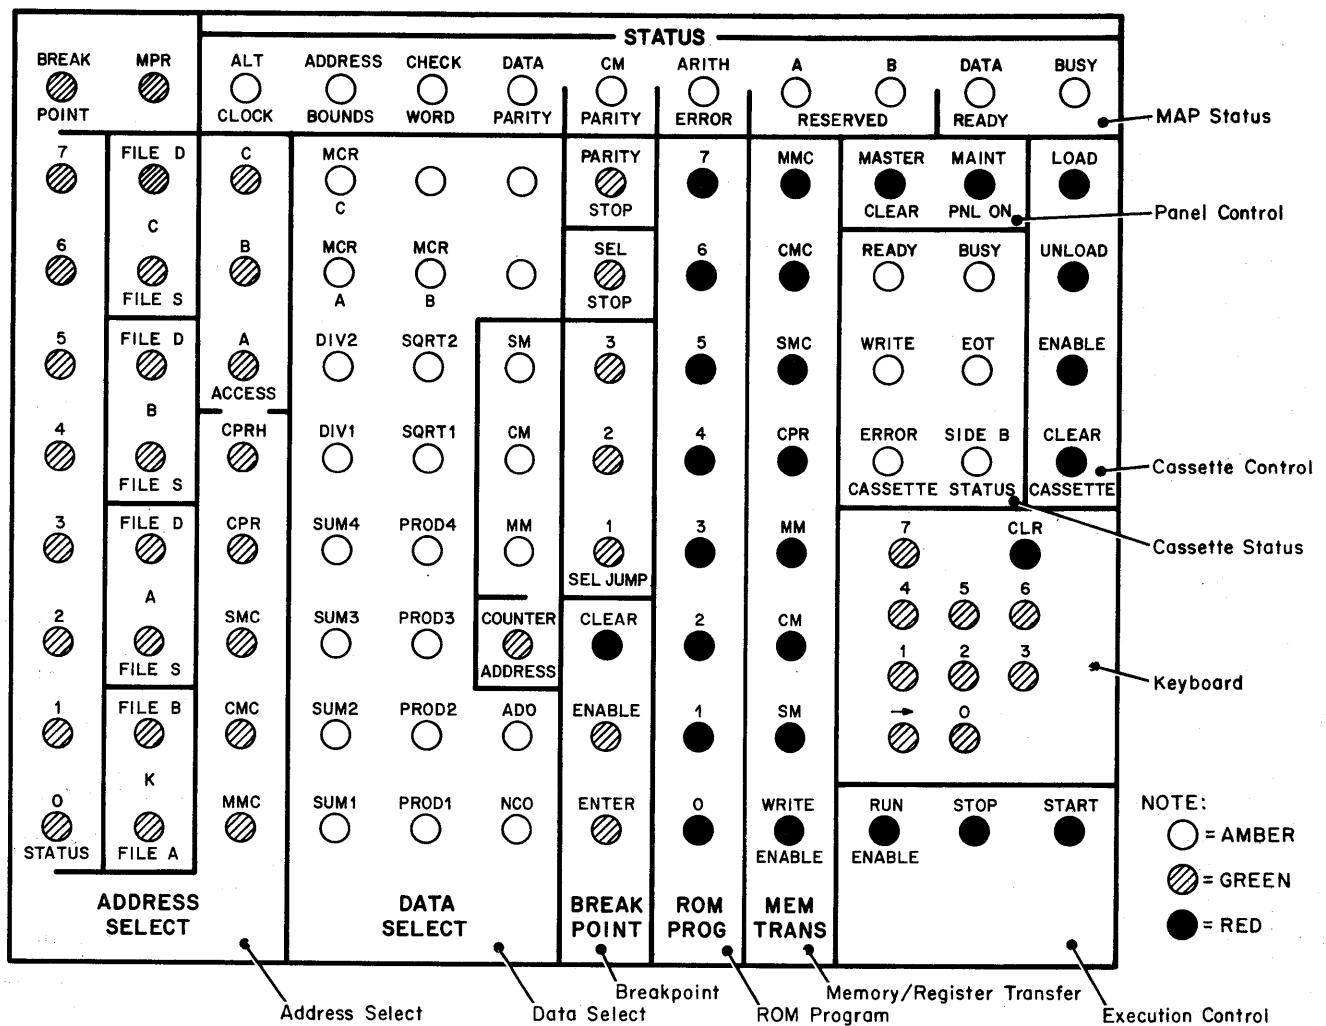 STATUS
BREAK MPR ALT ADDRESS CHECK DATA CM ARITH A B DATA BUSY
POINT CLOCK BOUNDS WORD PARITY PARITY ERROR RESERVED READY
MAP Status
7 FILE D C MCR PARITY 7 MMC MASTER MAINT LOAD
C STOP CLEAR PNL ON
Panel Control
C
6 B MCR MCR SEL 6 CMC READY BUSY UNLOAD
FILE S A B STOP
5 FILE D A DIV2 SQRT2 SM 3 5 SMC WRITE EOT ENABLE
ACCESS
B
4 CPRH DIV1 SQRT1 CM 2 4 CPR ERROR SIDE B CLEAR
Cassette Control
FILE S CASSETTE STATUS CASSETTE
3 FILE D CPR SUM4 PROD4 MM 1 3 MM 7 CLR
Cassette Status
SEL JUMP
A 4 5 6
2 SMC SUM3 PROD3 COUNTER CLEAR 2 CM
FILE S ADDRESS
1 2 3
Keyboard
1 FILE B CMC SUM2 PROD2 ADO ENABLE 1 SM → 0
K
0 MMC SUM1 PROD1 NCO ENTER 0 WRITE RUN STOP START
STATUS FILE A ENABLE ENABLE
NOTE:
= AMBER
= GREEN
= RED
ADDRESS DATA BREAK ROM MEM
SELECT SELECT POINT PROG TRANS
Breakpoint Memory/Register Transfer
Address Select Data Select ROM Program Execution Control